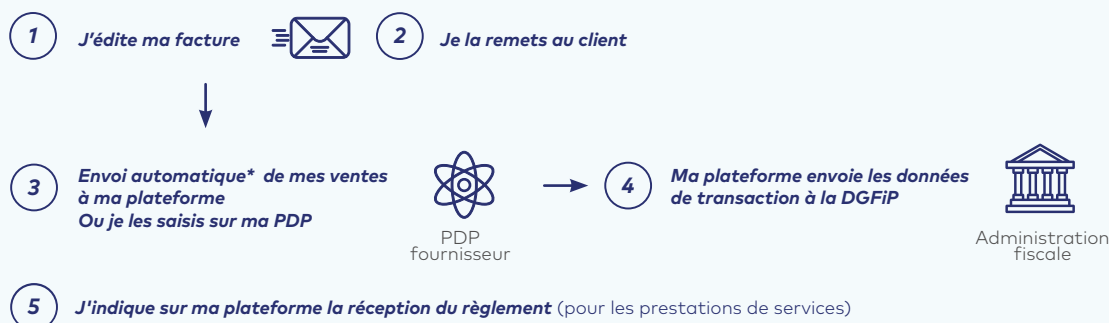 1 J'édite ma facture
2 Je la remets au client
3 Envoi automatique* de mes ventes
à ma plateforme
Ou je les saisis sur ma PDP
PDP
fournisseur
4 Ma plateforme envoie les données
de transaction à la DGFiP
Administration
fiscale
5 J'indique sur ma plateforme la réception du règlement (pour les prestations de services)